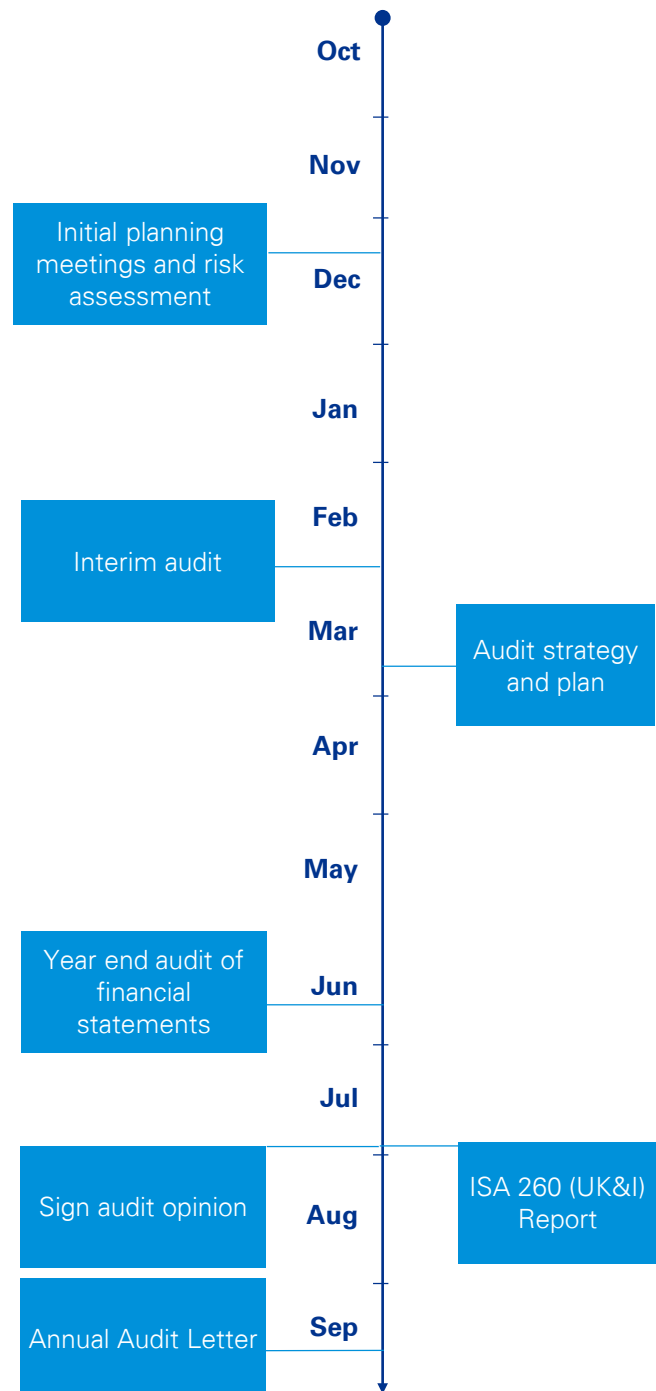 Oct
Nov
Initial planning
meetings and risk
assessment
Dec
Jan
Feb
Interim audit
Mar
Audit strategy
and plan
Apr
May
Year end audit of
financial
statements
Jun
Jul
Sign audit opinion
ISA 260 (UK&I)
Report
Aug
Sep
Annual Audit Letter